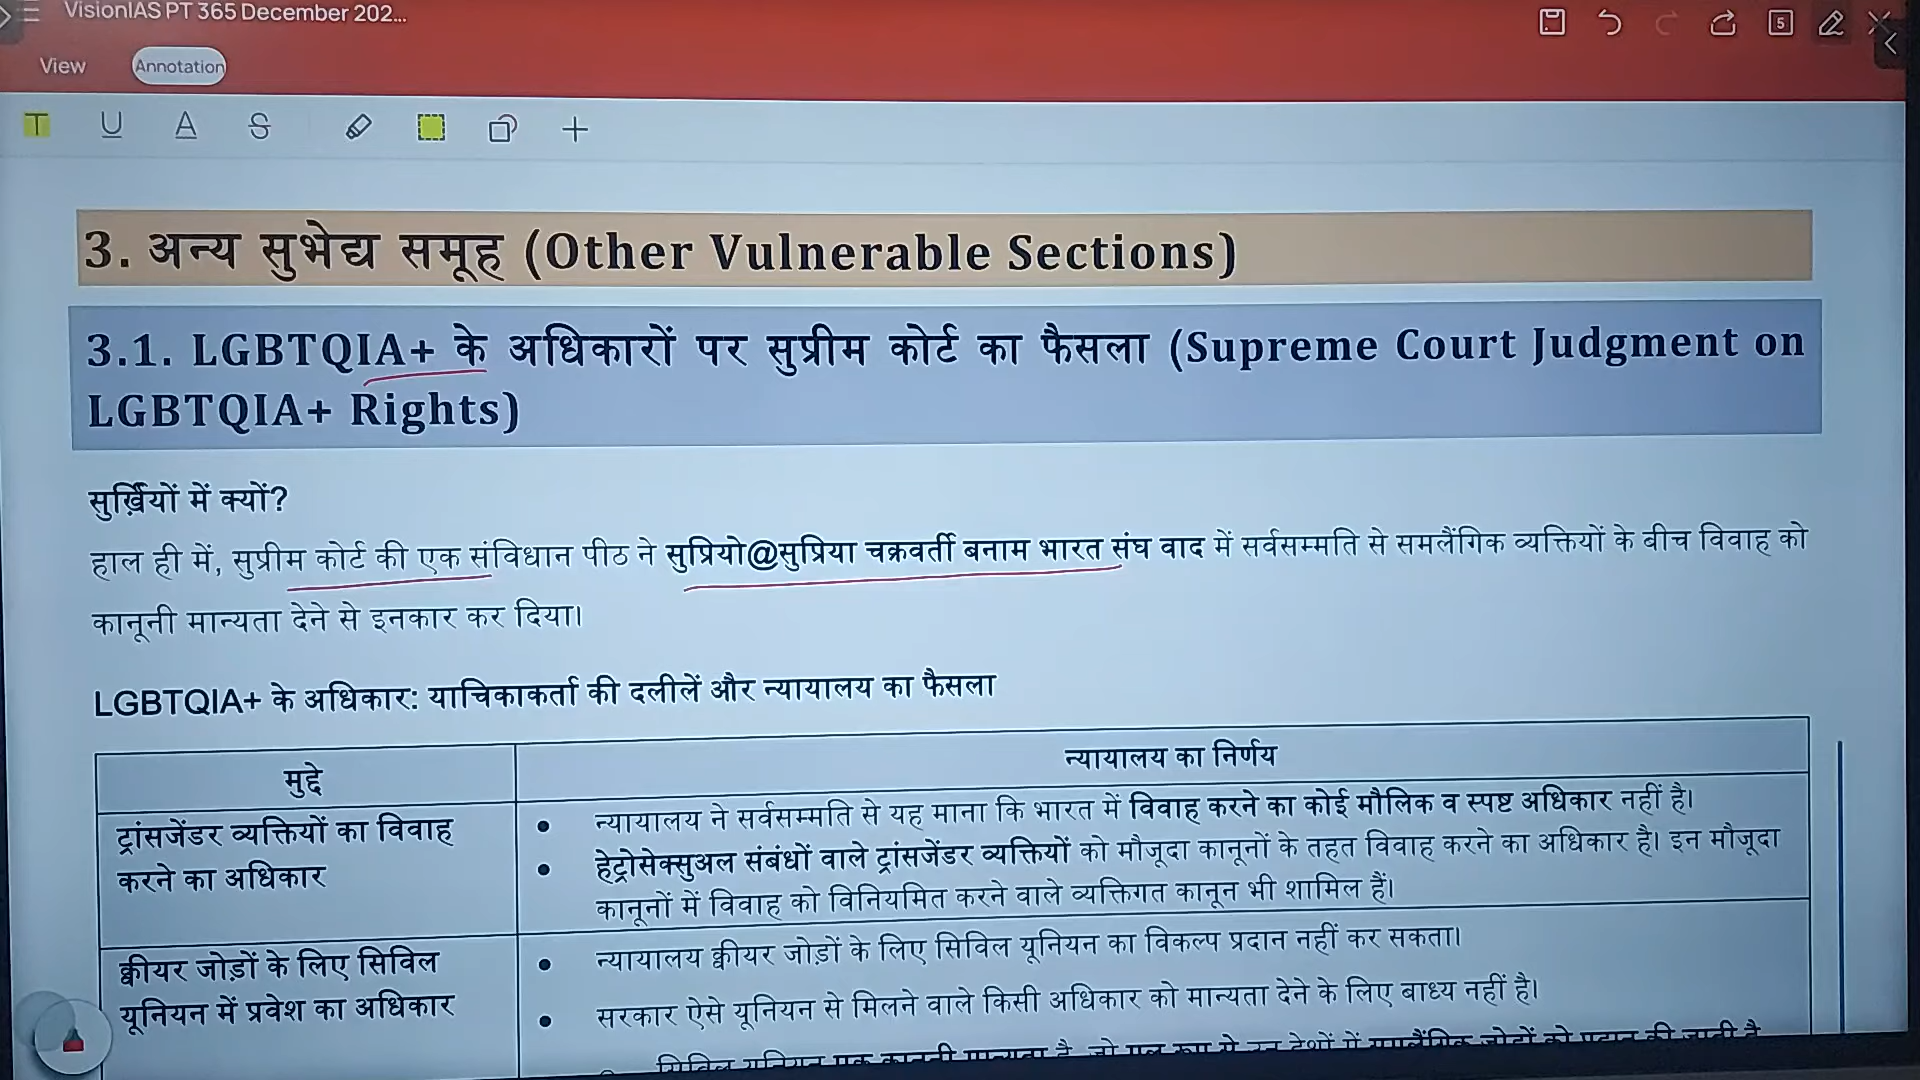 VisionIAS PT 365 December 202...
5
View
Annotation
T U A S
3. अन्य सुभेद्य समूह (Other Vulnerable Sections)
3.1. LGBTQIA+ के अधिकारों पर सुप्रीम कोर्ट का फैसला (Supreme Court Judgment on
LGBTQIA+ Rights)
सुर्ख़ियों में क्यों?
हाल ही में, सुप्रीम कोर्ट की एक संविधान पीठ ने सुप्रियो@सुप्रिया चक्रवर्ती बनाम भारत संघ वाद में सर्वसम्मति से समलैंगिक व्यक्तियों के बीच विवाह को
कानूनी मान्यता देने से इनकार कर दिया।
LGBTQIA+ के अधिकार: याचिकाकर्ता की दलीलें और न्यायालय का फैसला
मुद्दे
न्यायालय का निर्णय
ट्रांसजेंडर व्यक्तियों का विवाह
करने का अधिकार
• न्यायालय ने सर्वसम्मति से यह माना कि भारत में विवाह करने का कोई मौलिक व स्पष्ट अधिकार नहीं है।
• हेट्रोसेक्सुअल संबंधों वाले ट्रांसजेंडर व्यक्तियों को मौजूदा कानूनों के तहत विवाह करने का अधिकार है। इन मौजूदा
कानूनों में विवाह को विनियमित करने वाले व्यक्तिगत कानून भी शामिल हैं।
क्वीयर जोड़ों के लिए सिविल
यूनियन में प्रवेश का अधिकार
• न्यायालय क्वीयर जोड़ों के लिए सिविल यूनियन का विकल्प प्रदान नहीं कर सकता।
• सरकार ऐसे यूनियन से मिलने वाले किसी अधिकार को मान्यता देने के लिए बाध्य नहीं है।